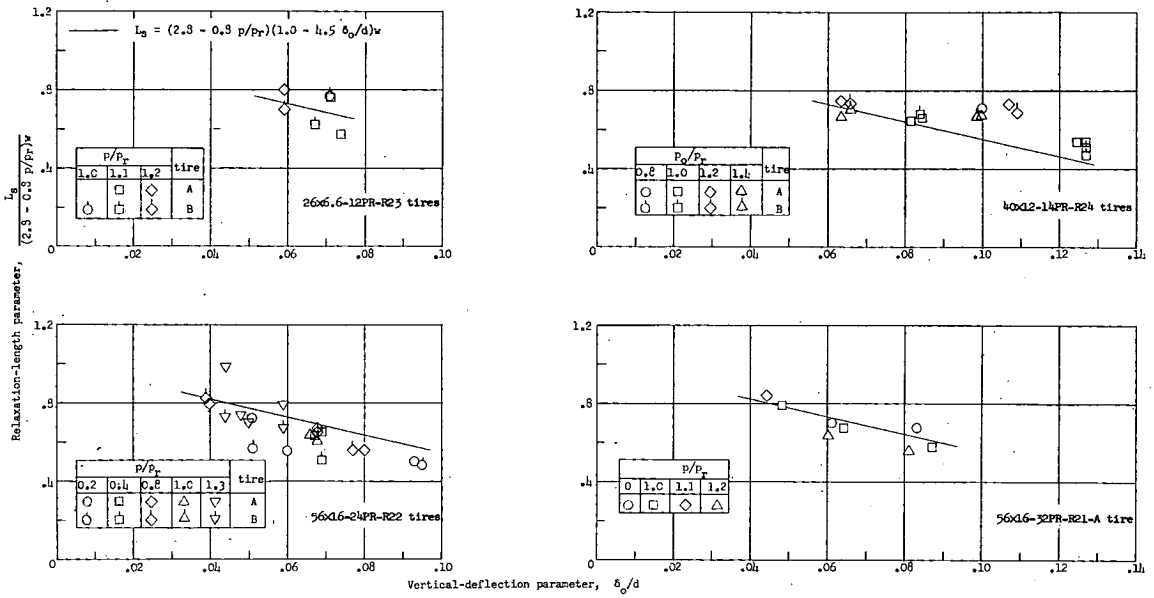 L_s = (2.8 - 0.8 p/p_r)(1.0 - 4.5 δ_o/d)w
Relaxation-length parameter, L_s / (2.8 - 0.8 p/p_r)w
1.2
.8
.4
0
p/p_r
tire
1.0 1.1 1.2
A
B
26x6.6-12PR-R23 tires
0 .02 .04 .06 .08 .10
1.2
.8
.4
0
p_o/p_r
tire
0.8 1.0 1.2 1.4
A
B
40x12-14PR-R24 tires
0 .02 .04 .06 .08 .10 .12 .14
1.2
.8
.4
0
p/p_r
tire
0.2 0.4 0.8 1.0 1.3
A
B
56x16-24PR-R22 tires
0 .02 .04 .06 .08 .10
1.2
.8
.4
0
p/p_r
0 1.0 1.1 1.2
56x16-32PR-R21-A tire
0 .02 .04 .06 .08 .10 .12 .14
Vertical-deflection parameter, δ_o/d